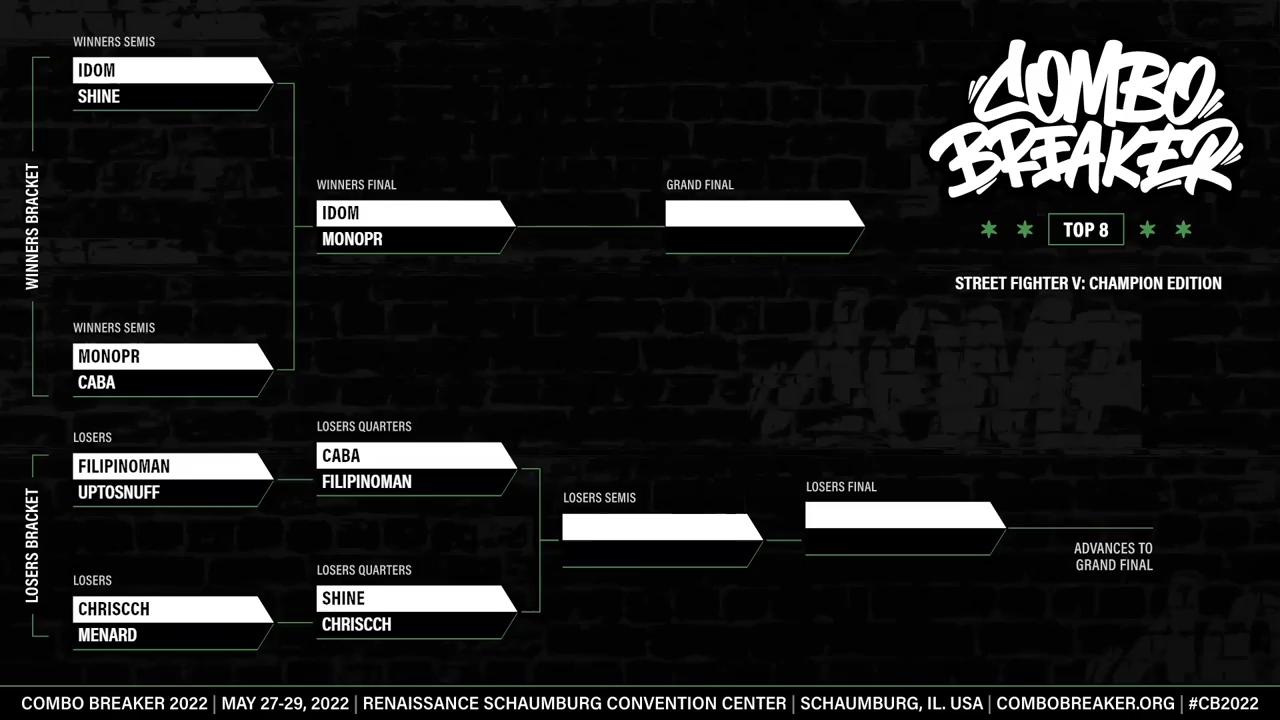 WINNERS SEMIS
IDOM
SHINE
WINNERS BRACKET
WINNERS FINAL
IDOM
MONOPR
GRAND FINAL
WINNERS SEMIS
MONOPR
CABA
COMBO
BREAKER
TOP 8
STREET FIGHTER V: CHAMPION EDITION
LOSERS
FILIPINOMAN
UPTOSNUFF
LOSERS BRACKET
LOSERS QUARTERS
CABA
FILIPINOMAN
LOSERS
CHRISCCH
MENARD
LOSERS QUARTERS
SHINE
CHRISCCH
LOSERS SEMIS
LOSERS FINAL
ADVANCES TO
GRAND FINAL
COMBO BREAKER 2022 | MAY 27-29, 2022 | RENAISSANCE SCHAUMBURG CONVENTION CENTER | SCHAUMBURG, IL. USA | COMBOBREAKER.ORG | #CB2022